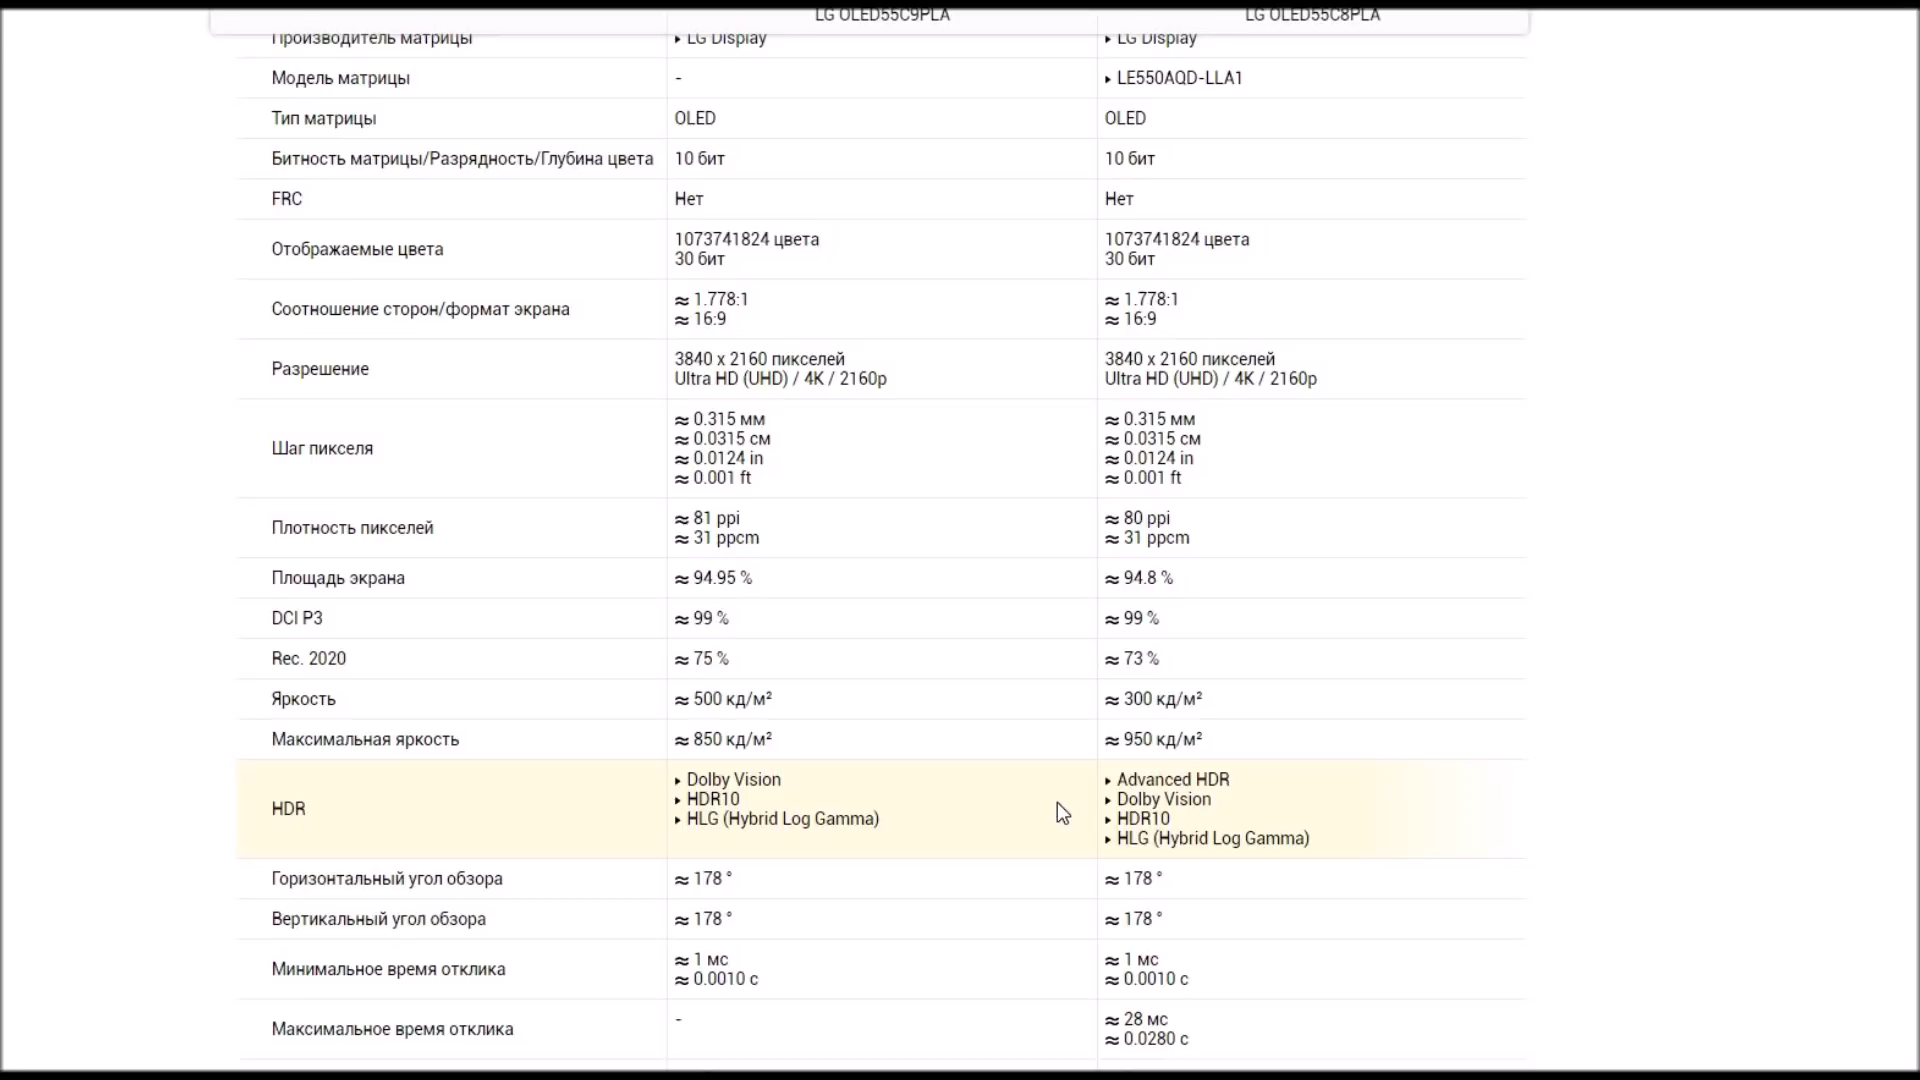 LG OLED55C9PLA LG OLED55C8PLA
Производитель матрицы ▸ LG Display ▸ LG Display
Модель матрицы - ▸ LE550AQD-LLA1
Тип матрицы OLED OLED
Битность матрицы/Разрядность/Глубина цвета 10 бит 10 бит
FRC Нет Нет
Отображаемые цвета
1073741824 цвета
30 бит
1073741824 цвета
30 бит
Соотношение сторон/формат экрана
≈ 1.778:1
≈ 16:9
≈ 1.778:1
≈ 16:9
Разрешение
3840 x 2160 пикселей
Ultra HD (UHD) / 4K / 2160p
3840 x 2160 пикселей
Ultra HD (UHD) / 4K / 2160p
Шаг пикселя
≈ 0.315 мм
≈ 0.0315 см
≈ 0.0124 in
≈ 0.001 ft
≈ 0.315 мм
≈ 0.0315 см
≈ 0.0124 in
≈ 0.001 ft
Плотность пикселей
≈ 81 ppi
≈ 31 ppcm
≈ 80 ppi
≈ 31 ppcm
Площадь экрана ≈ 94.95 % ≈ 94.8 %
DCI P3 ≈ 99 % ≈ 99 %
Rec. 2020 ≈ 75 % ≈ 73 %
Яркость ≈ 500 кд/м² ≈ 300 кд/м²
Максимальная яркость ≈ 850 кд/м² ≈ 950 кд/м²
HDR
▸ Dolby Vision
▸ HDR10
▸ HLG (Hybrid Log Gamma)
▸ Advanced HDR
▸ Dolby Vision
▸ HDR10
▸ HLG (Hybrid Log Gamma)
Горизонтальный угол обзора ≈ 178 ° ≈ 178 °
Вертикальный угол обзора ≈ 178 ° ≈ 178 °
Минимальное время отклика
≈ 1 мс
≈ 0.0010 с
≈ 1 мс
≈ 0.0010 с
Максимальное время отклика
-
≈ 28 мс
≈ 0.0280 с